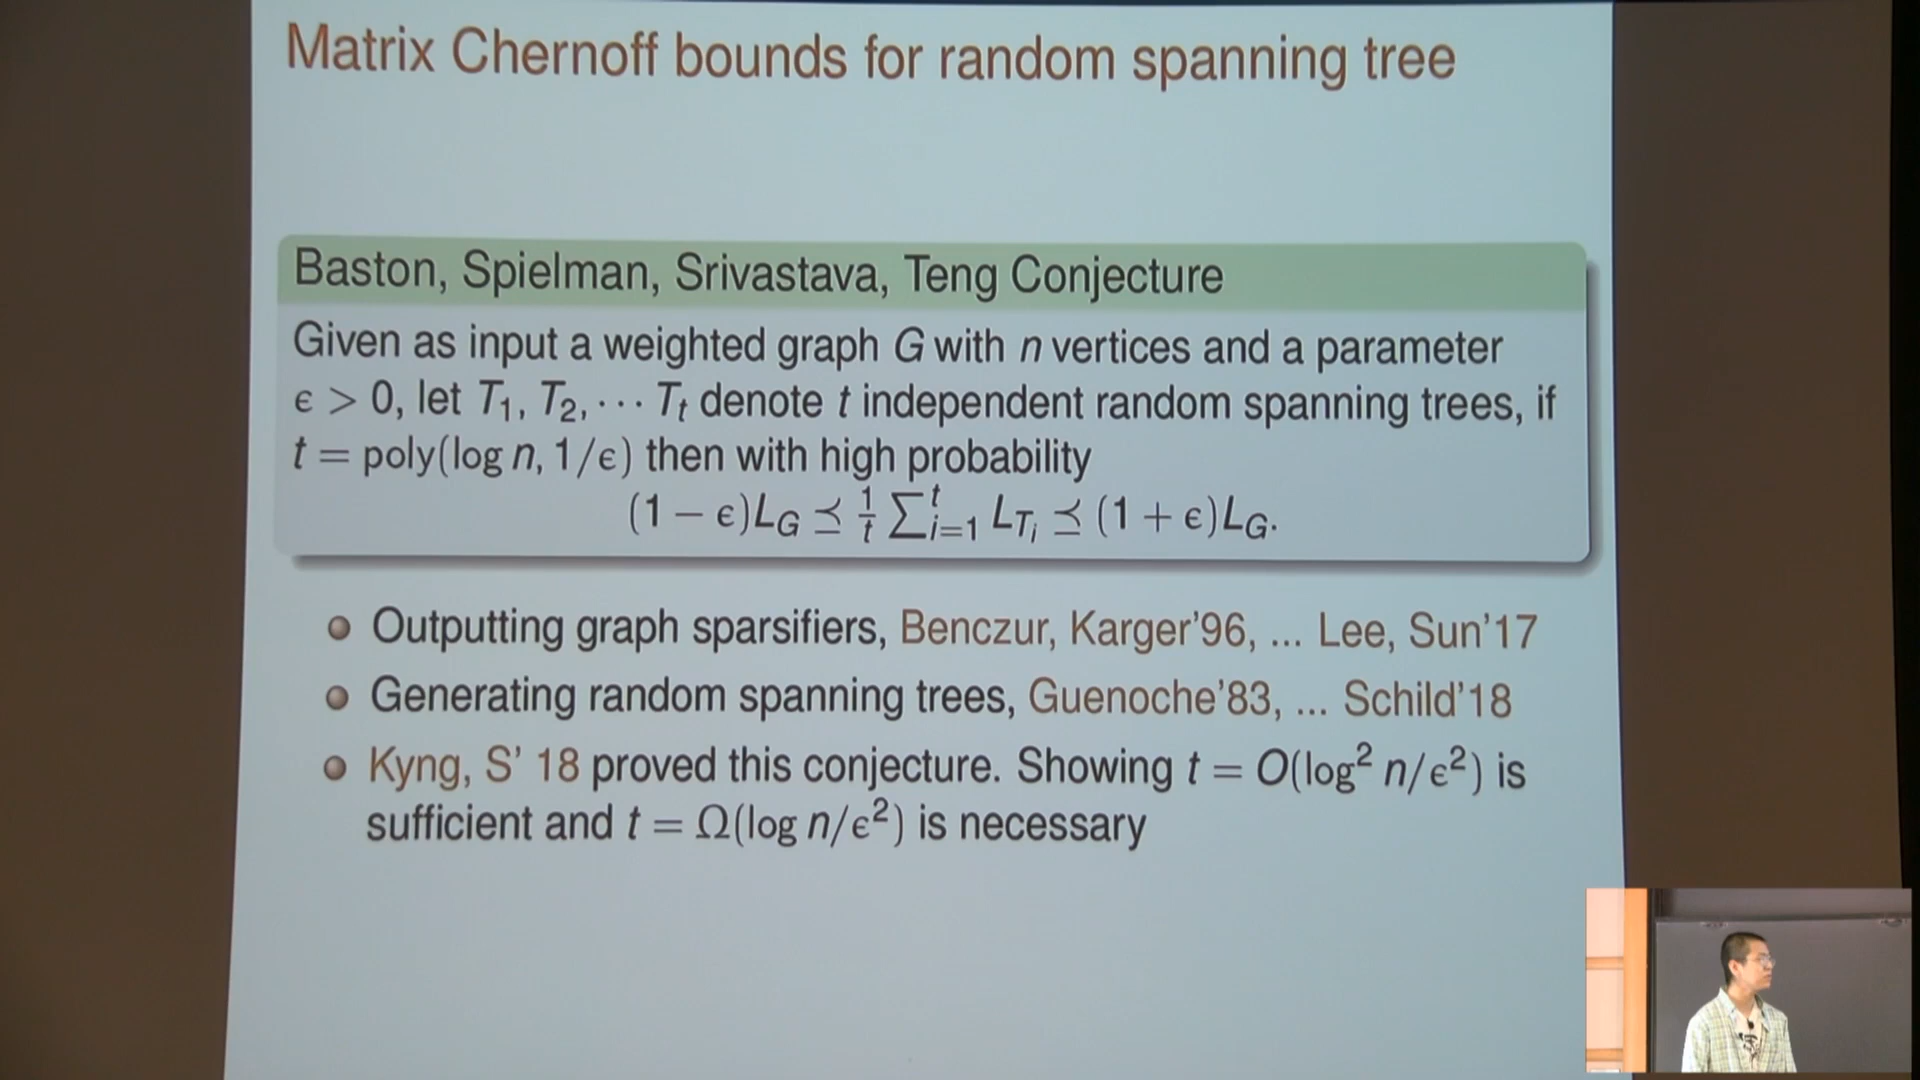 Matrix Chernoff bounds for random spanning tree
Baston, Spielman, Srivastava, Teng Conjecture
Given as input a weighted graph G with n vertices and a parameter
ϵ > 0, let T₁, T₂, ⋯ Tₜ denote t independent random spanning trees, if
t = poly(log n, 1/ϵ) then with high probability
(1 − ϵ)L_G ⪯ 1/t ∑ᵗᵢ₌₁ L_{Tᵢ} ⪯ (1 + ϵ)L_G.
Outputting graph sparsifiers, Benczur, Karger'96, ... Lee, Sun'17
Generating random spanning trees, Guenoche'83, ... Schild'18
Kyng, S' 18 proved this conjecture. Showing t = O(log² n/ϵ²) is
sufficient and t = Ω(log n/ϵ²) is necessary